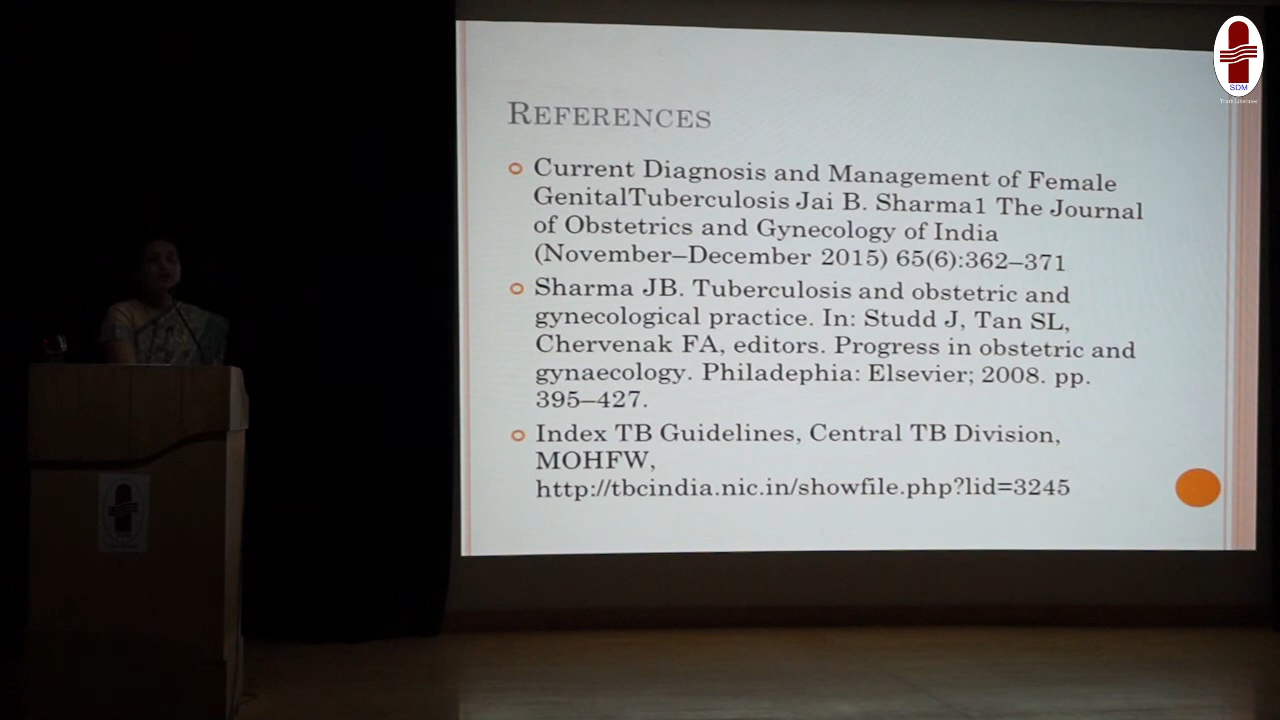 SDM
Truth Liberates
REFERENCES
Current Diagnosis and Management of Female
GenitalTuberculosis Jai B. Sharma1 The Journal
of Obstetrics and Gynecology of India
(November–December 2015) 65(6):362–371
Sharma JB. Tuberculosis and obstetric and
gynecological practice. In: Studd J, Tan SL,
Chervenak FA, editors. Progress in obstetric and
gynaecology. Philadephia: Elsevier; 2008. pp.
395–427.
Index TB Guidelines, Central TB Division,
MOHFW,
http://tbcindia.nic.in/showfile.php?lid=3245